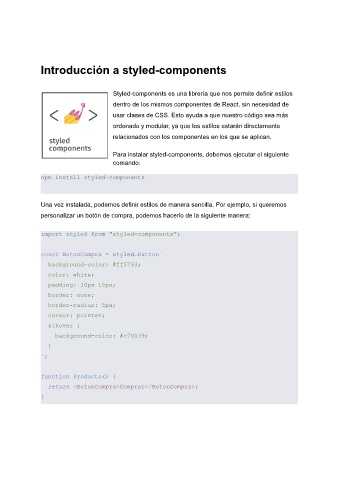 Introducción a styled-components
< 💅 >
styled
components
Styled-components es una librería que nos permite definir estilos
dentro de los mismos componentes de React, sin necesidad de
usar clases de CSS. Esto ayuda a que nuestro código sea más
ordenado y modular, ya que los estilos estarán directamente
relacionados con los componentes en los que se aplican.
Para instalar styled-components, debemos ejecutar el siguiente
comando:
npm install styled-components
Una vez instalada, podemos definir estilos de manera sencilla. Por ejemplo, si queremos
personalizar un botón de compra, podemos hacerlo de la siguiente manera:
import styled from "styled-components";
const BotonCompra = styled.button`
background-color: #ff5733;
color: white;
padding: 10px 15px;
border: none;
border-radius: 5px;
cursor: pointer;
&:hover {
background-color: #c70039;
}
`;
function Producto() {
return <BotonCompra>Comprar</BotonCompra>;
}